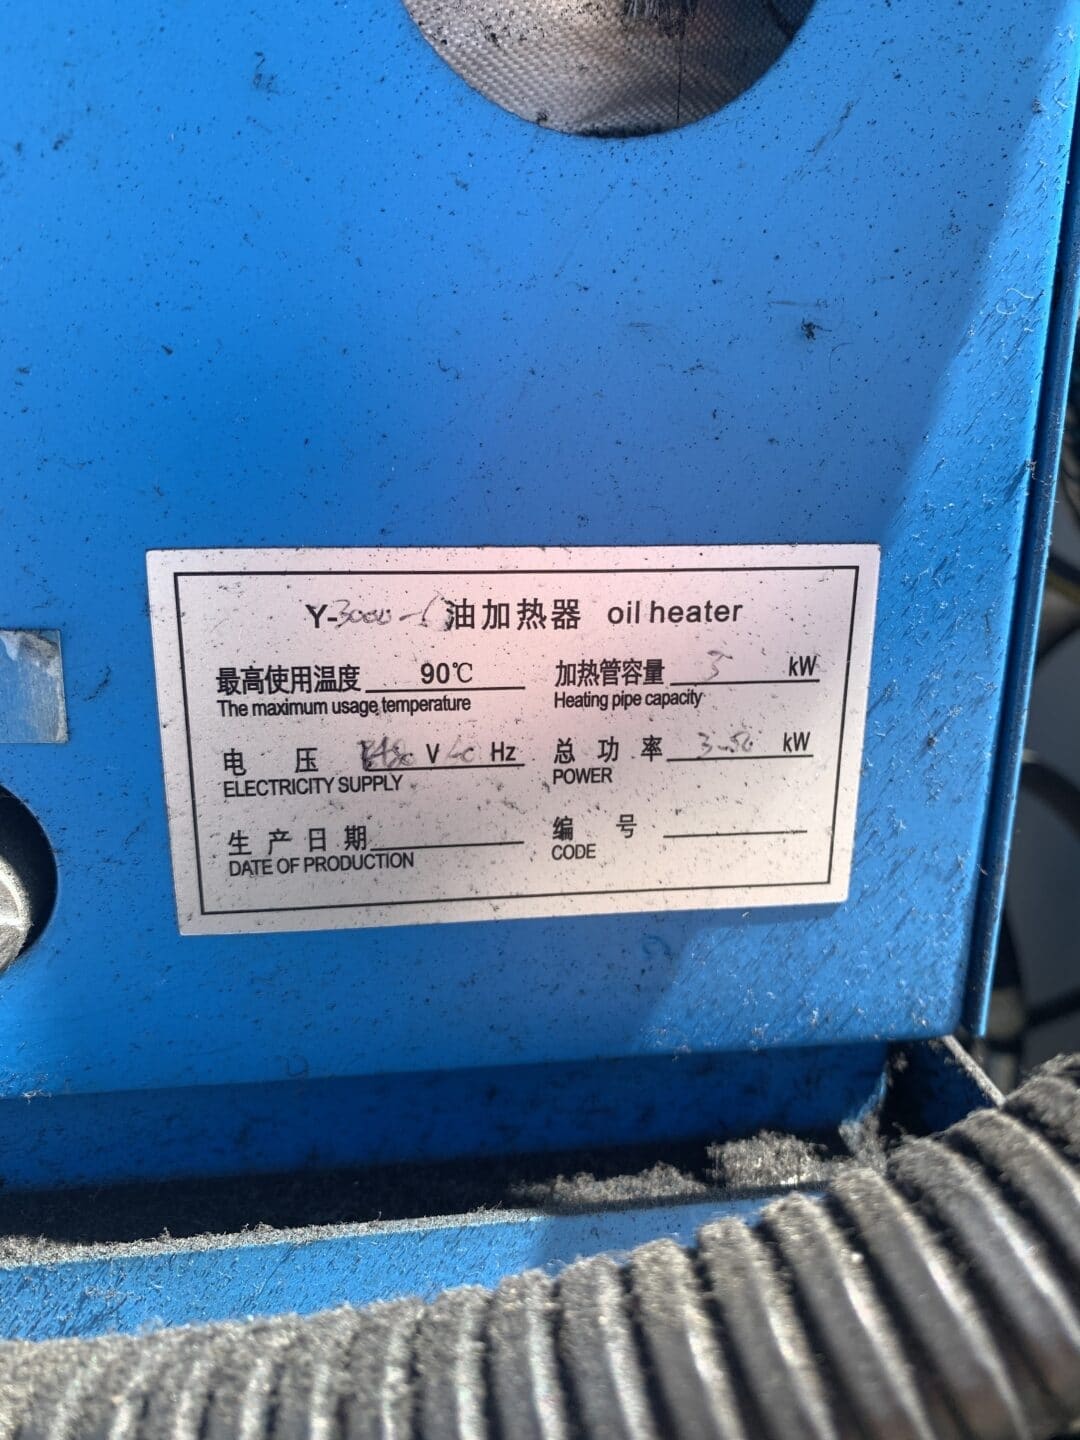 Y-3000- 油加热器 oil heater
最高使用温度 90℃ 加热管容量 kW
The maximum usage temperature Heating pipe capacity
电压 V Hz 总功率 kW
ELECTRICITY SUPPLY POWER
生产日期 编号
DATE OF PRODUCTION CODE